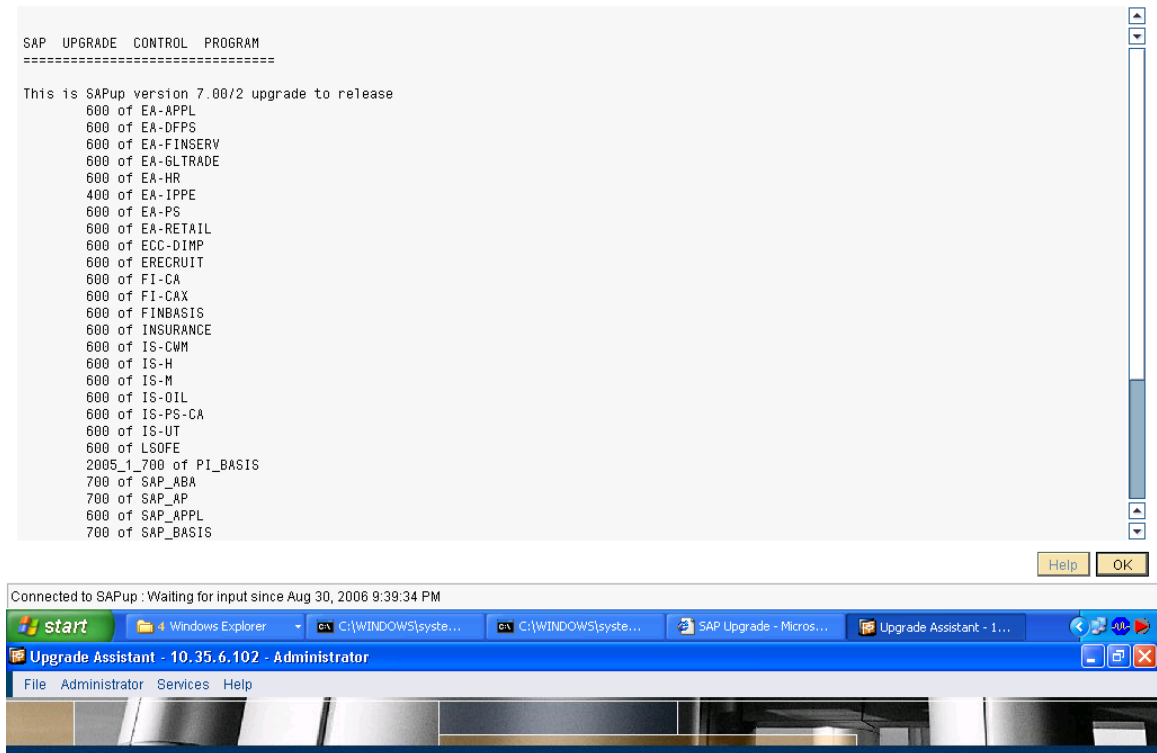 SAP UPGRADE CONTROL PROGRAM
================================
This is SAPup version 7.00/2 upgrade to release
600 of EA-APPL
600 of EA-DFPS
600 of EA-FINSERV
600 of EA-GLTRADE
600 of EA-HR
400 of EA-IPPE
600 of EA-PS
600 of EA-RETAIL
600 of ECC-DIMP
600 of ERECRUIT
600 of FI-CA
600 of FI-CAX
600 of FINBASIS
600 of INSURANCE
600 of IS-CWM
600 of IS-H
600 of IS-M
600 of IS-OIL
600 of IS-PS-CA
600 of IS-UT
600 of LSOFE
2005_1_700 of PI_BASIS
700 of SAP_ABA
700 of SAP_AP
600 of SAP_APPL
700 of SAP_BASIS
Help OK
Connected to SAPup : Waiting for input since Aug 30, 2006 9:39:34 PM
start 4 Windows Explorer C:\WINDOWS\syste... C:\WINDOWS\syste... SAP Upgrade - Micros... Upgrade Assistant - 1...
Upgrade Assistant - 10.35.6.102 - Administrator
File Administrator Services Help